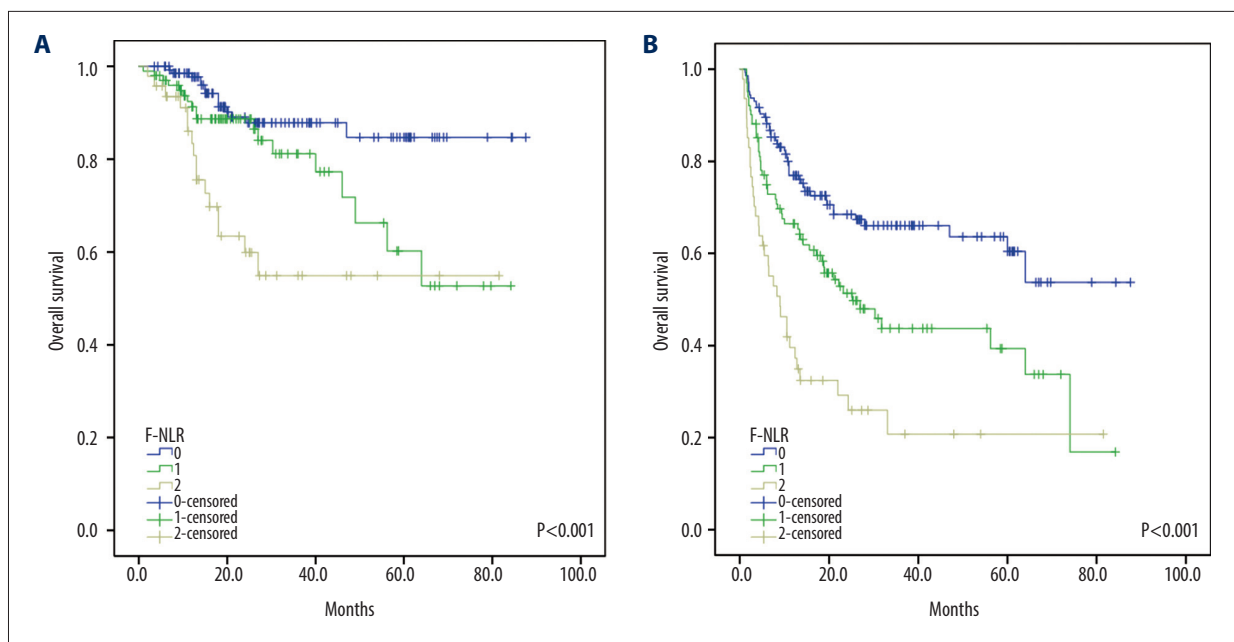 A
Overall survival
1.0
0.8
0.6
0.4
0.2
0.0
F-NLR
0
1
2
0-censored
1-censored
2-censored
P<0.001
0.0 20.0 40.0 60.0 80.0 100.0
Months
B
Overall survival
1.0
0.8
0.6
0.4
0.2
0.0
F-NLR
0
1
2
0-censored
1-censored
2-censored
P<0.001
0.0 20.0 40.0 60.0 80.0 100.0
Months